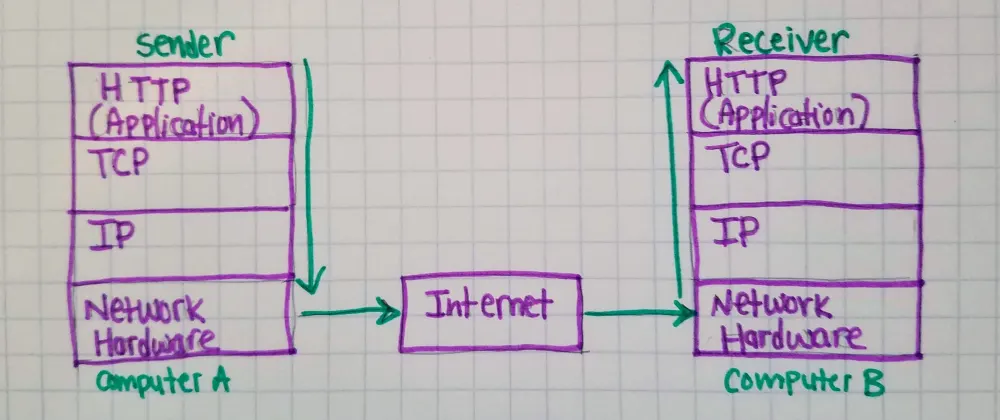 Sender
HTTP
(Application)
TCP
IP
Network
Hardware
Computer A
Internet
Receiver
HTTP
(Application)
TCP
IP
Network
Hardware
Computer B